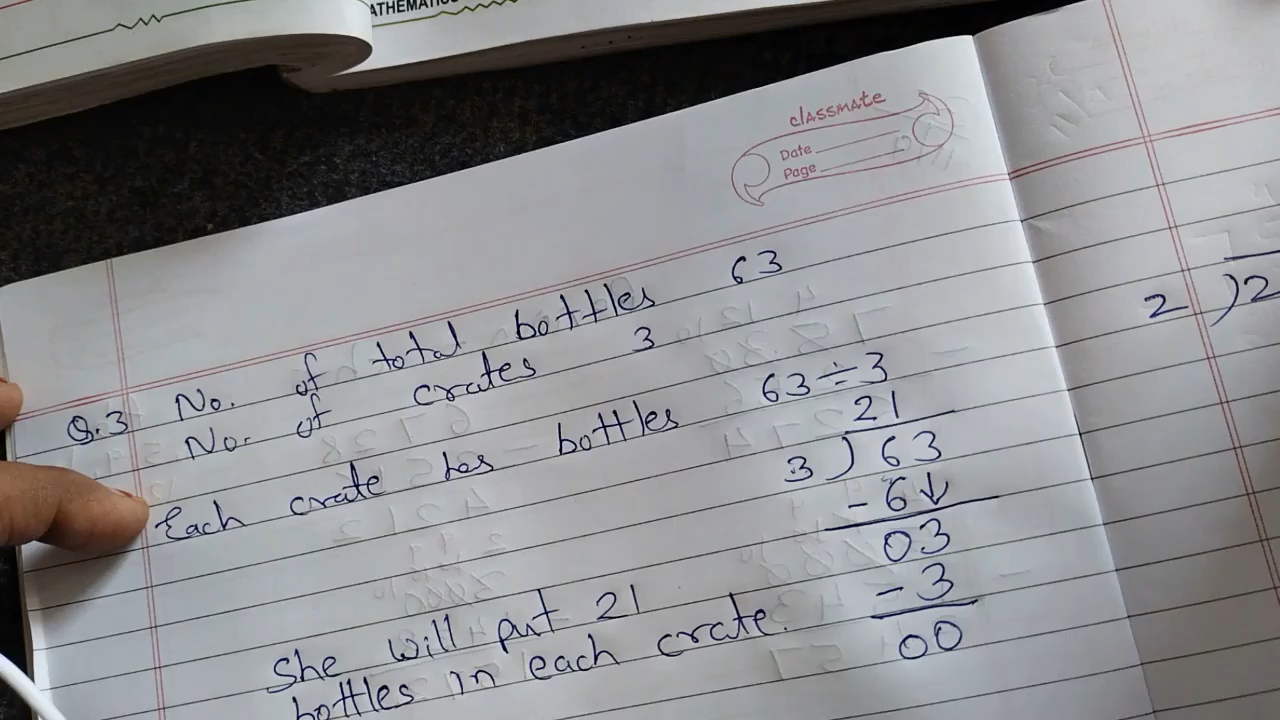 ATHEMATIC
classmate
Date
Page
Q.3 No. of total bottles 63
No. of crates 3
Each crate has bottles 63÷3
21
3 ) 63
- 6↓
03
- 3
00
She will put 21
bottles in each crate.
2 ) 2